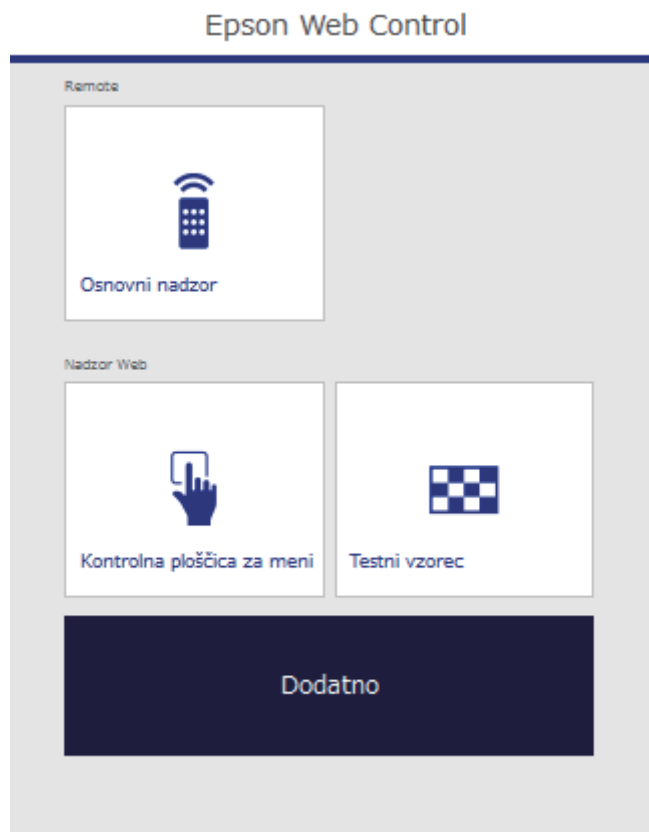 Epson Web Control
Remote
Osnovni nadzor
Nadzor Web
Kontrolna ploščica za meni
Testni vzorec
Dodatno